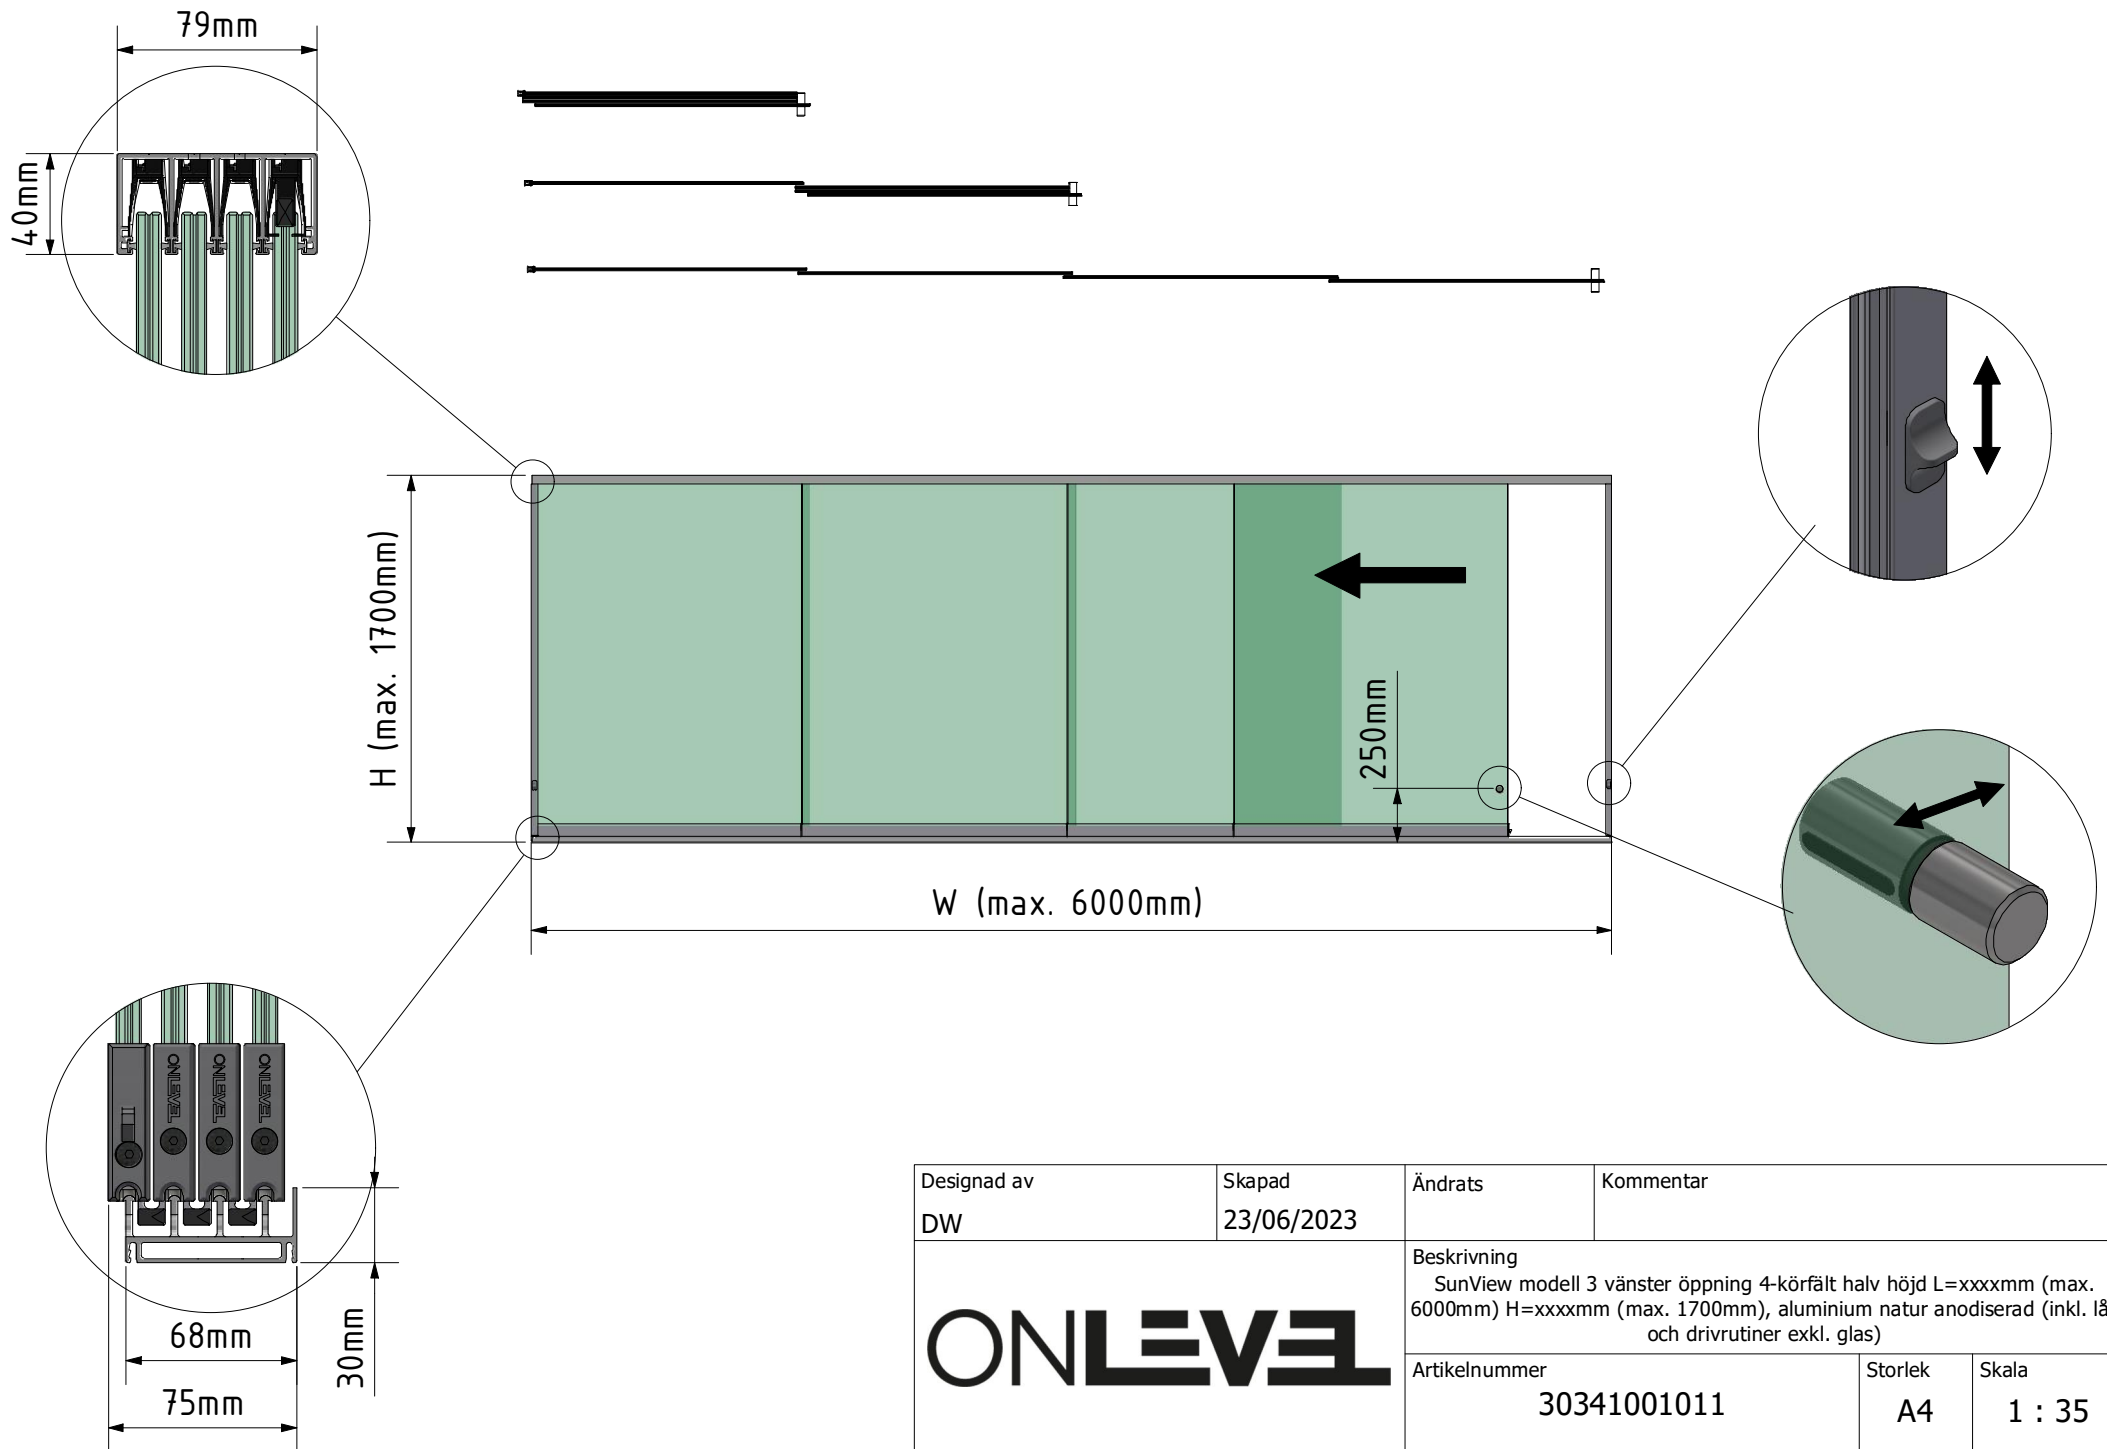 79mm
40mm
H (max. 1700mm)
250mm
W (max. 6000mm)
ONLEVEL
ONLEVEL
ONLEVEL
30mm
68mm
75mm
Designad av
DW
Skapad
23/06/2023
Ändrats
Kommentar
ONLEVEL
Beskrivning
SunView modell 3 vänster öppning 4-körfält halv höjd L=xxxxmm (max.
6000mm) H=xxxxmm (max. 1700mm), aluminium natur anodiserad (inkl.
och drivrutiner exkl. glas)
Artikelnummer
30341001011
Storlek
A4
Skala
1 : 35